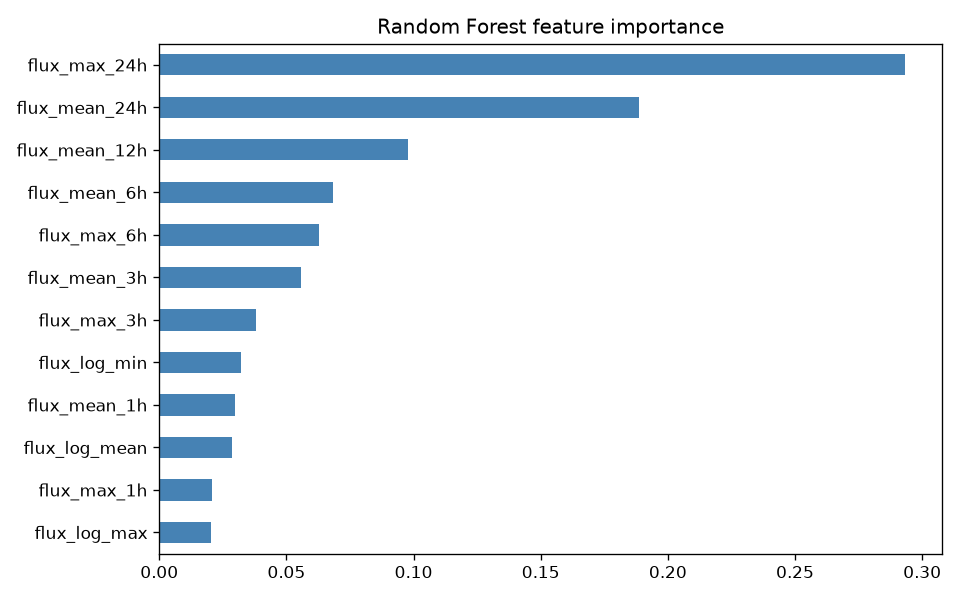 Random Forest feature importance
flux_max_24h
flux_mean_24h
flux_mean_12h
flux_mean_6h
flux_max_6h
flux_mean_3h
flux_max_3h
flux_log_min
flux_mean_1h
flux_log_mean
flux_max_1h
flux_log_max
0.00 0.05 0.10 0.15 0.20 0.25 0.30